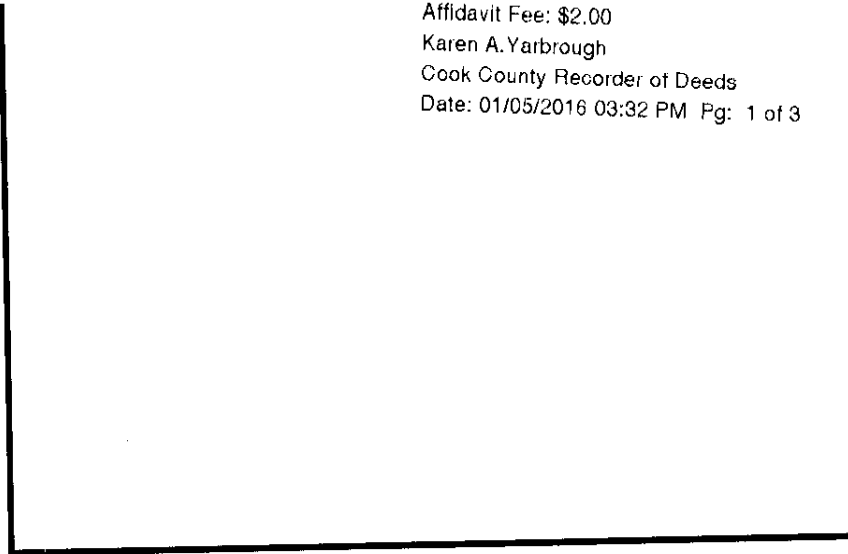 Affidavit Fee: $2.00
Karen A.Yarbrough
Cook County Recorder of Deeds
Date: 01/05/2016 03:32 PM Pg: 1 of 3